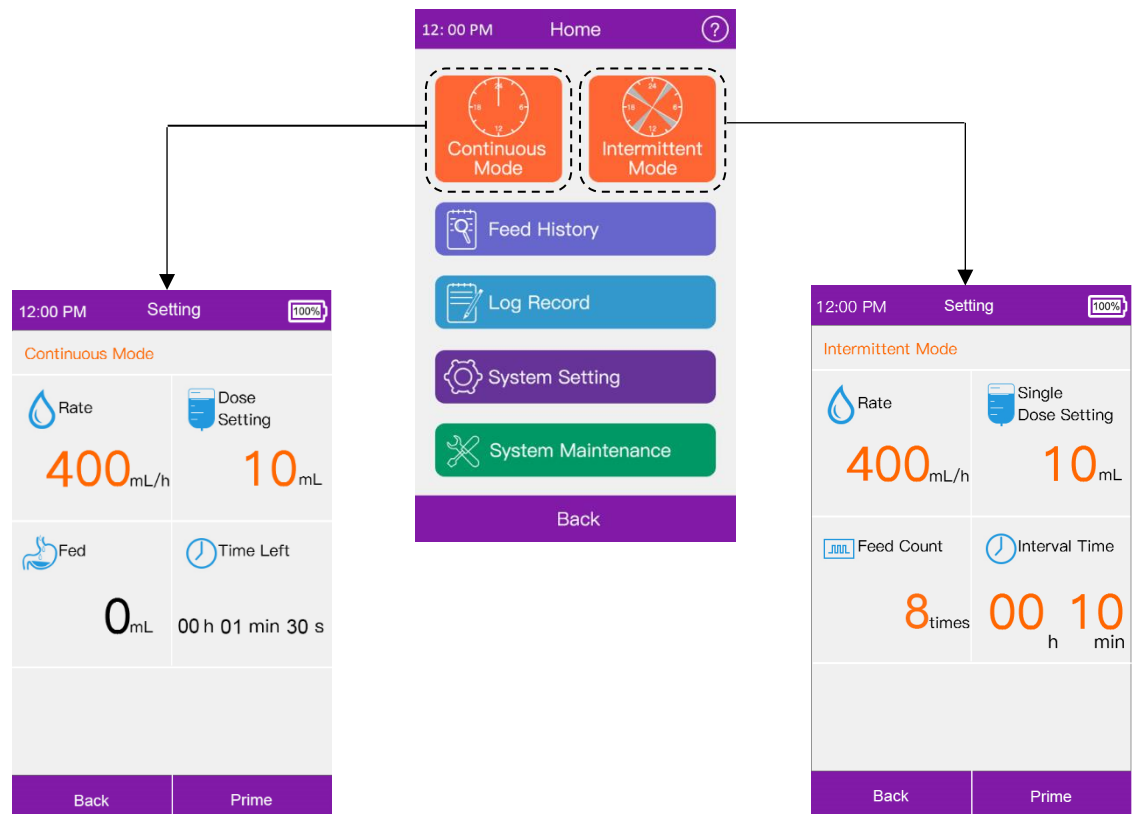 12: 00 PM Home ?
24
18 6
12
Continuous
Mode
24
18 6
12
Intermittent
Mode
Feed History
Log Record
System Setting
System Maintenance
Back
12:00 PM Setting 100%
Continuous Mode
Rate
400mL/h
Dose
Setting
10mL
Fed
0mL
Time Left
00 h 01 min 30 s
Back Prime
12:00 PM Setting 100%
Intermittent Mode
Rate
400mL/h
Single
Dose Setting
10mL
Feed Count
8times
Interval Time
00 h 10 min
Back Prime